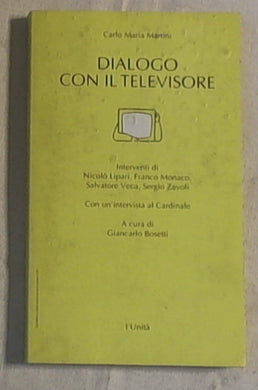 Carlo Maria Martini
DIALOGO
CON IL TELEVISORE
Interventi di
Nicolò Lipari, Franco Monaco,
Salvatore Veca, Sergio Zavoli
Con un'intervista al Cardinale
A cura di
Giancarlo Bosetti
l'Unità